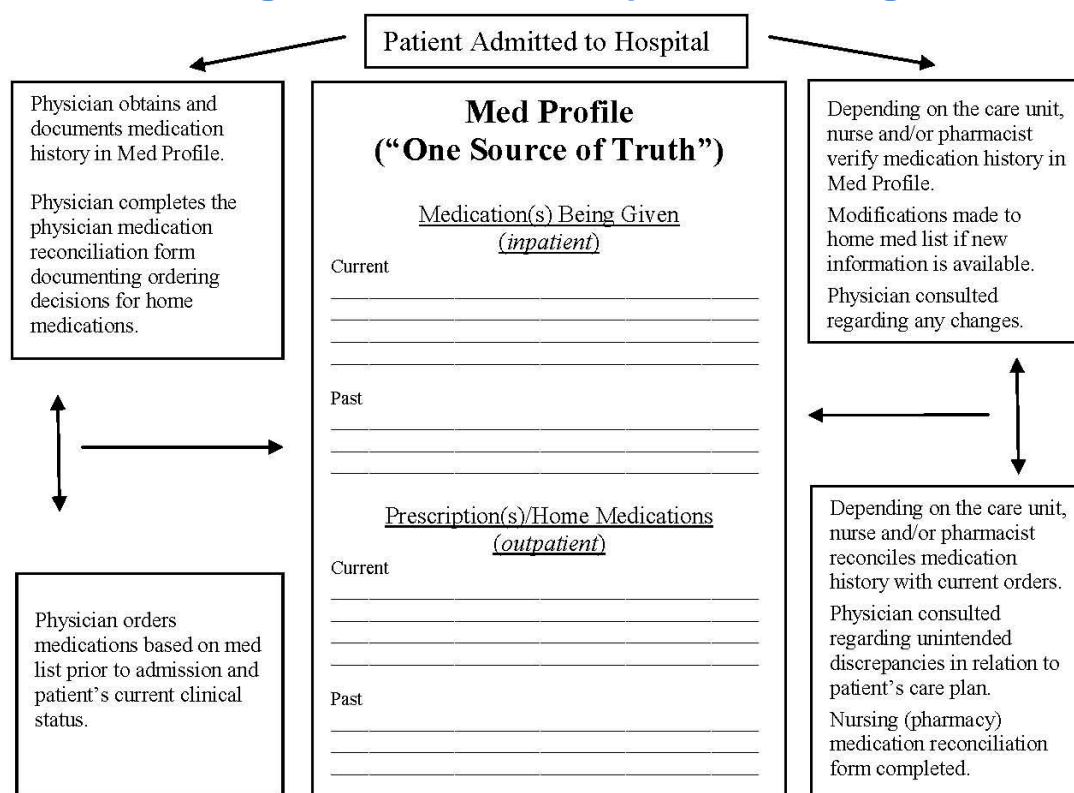 Patient Admitted to Hospital
Physician obtains and
documents medication
history in Med Profile.
Physician completes the
physician medication
reconciliation form
documenting ordering
decisions for home
medications.
Physician orders
medications based on med
list prior to admission and
patient's current clinical
status.
Med Profile
(“One Source of Truth”)
Medication(s) Being Given
(inpatient)
Current
Past
Prescription(s)/Home Medications
(outpatient)
Current
Past
Depending on the care unit,
nurse and/or pharmacist
verify medication history in
Med Profile.
Modifications made to
home med list if new
information is available.
Physician consulted
regarding any changes.
Depending on the care unit,
nurse and/or pharmacist
reconciles medication
history with current orders.
Physician consulted
regarding unintended
discrepancies in relation to
patient’s care plan.
Nursing (pharmacy)
medication reconciliation
form completed.